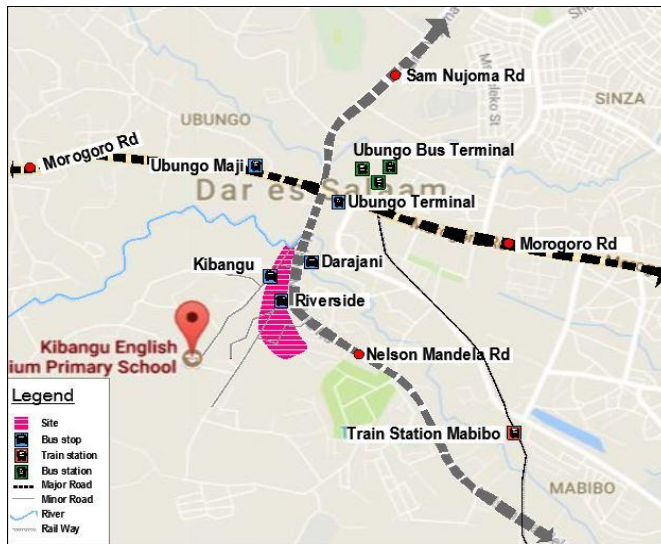 Sam Nujoma Rd
SINZA
UBUNGO
Morogoro Rd
Ubungo Maji
Ubungo Bus Terminal
Dar es Salaam
Ubungo Terminal
Morogoro Rd
Kibangu
Darajani
Riverside
Kibangu English
ium Primary School
Nelson Mandela Rd
Train Station Mabibo
MABIBO
Legend
Site
Bus stop
Train station
Bus station
Major Road
Minor Road
River
Rail Way